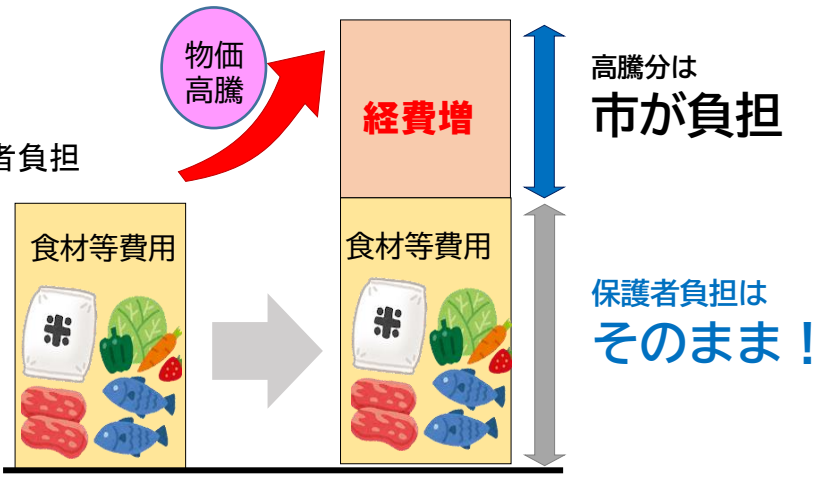 物価
高騰
経費増
高騰分は
市が負担
者負担
食材等費用
米
食材等費用
米
保護者負担は
そのまま！